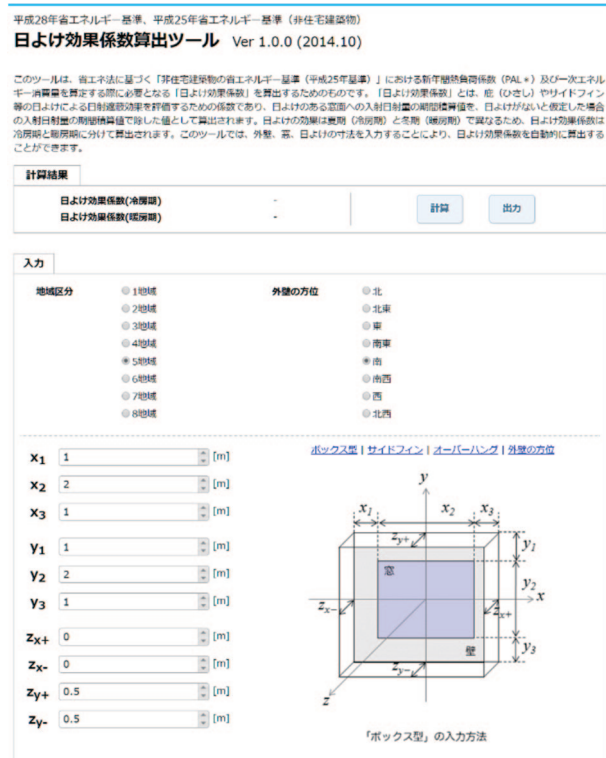 平成28年省エネルギー基準、平成25年省エネルギー基準（非住宅建築物）
日よけ効果係数算出ツール Ver 1.0.0 (2014.10)
このツールは、省エネ法に基づく「非住宅建築物の省エネルギー基準（平成25年基準）」における新年間熱負荷係数（PAL＊）及び一次エネル
ギー消費量を算定する際に必要となる「日よけ効果係数」を算出するためのものです。「日よけ効果係数」とは、庇（ひさし）やサイドフィン
等の日よけによる日射遮蔽効果を評価するための係数であり、日よけのある窓面への入射日射量の期間積算値を、日よけがないと仮定した場合
の入射日射量の期間積算値で除した値として算出されます。日よけの効果は夏期（冷房期）と冬期（暖房期）で異なるため、日よけ効果係数は
冷房期と暖房期に分けて算出されます。このツールでは、外壁、窓、日よけの寸法を入力することにより、日よけ効果係数を自動的に算出する
ことができます。
計算結果
日よけ効果係数(冷房期) -
日よけ効果係数(暖房期) -
計算 出力
入力
地域区分 1地域 外壁の方位 北
2地域 北東
3地域 東
4地域 南東
5地域 南
6地域 南西
7地域 西
8地域 北西
ボックス型 | サイドフィン | オーバーハング | 外壁の方位
x1 1 [m]
x2 2 [m]
x3 1 [m]
y1 1 [m]
y2 2 [m]
y3 1 [m]
zx+ 0 [m]
zx- 0 [m]
zy+ 0.5 [m]
zy- 0.5 [m]
y
x1 x2 x3
zy+ y1
窓
y2
zx- zx+ x
壁 y3
zy-
z
「ボックス型」の入力方法